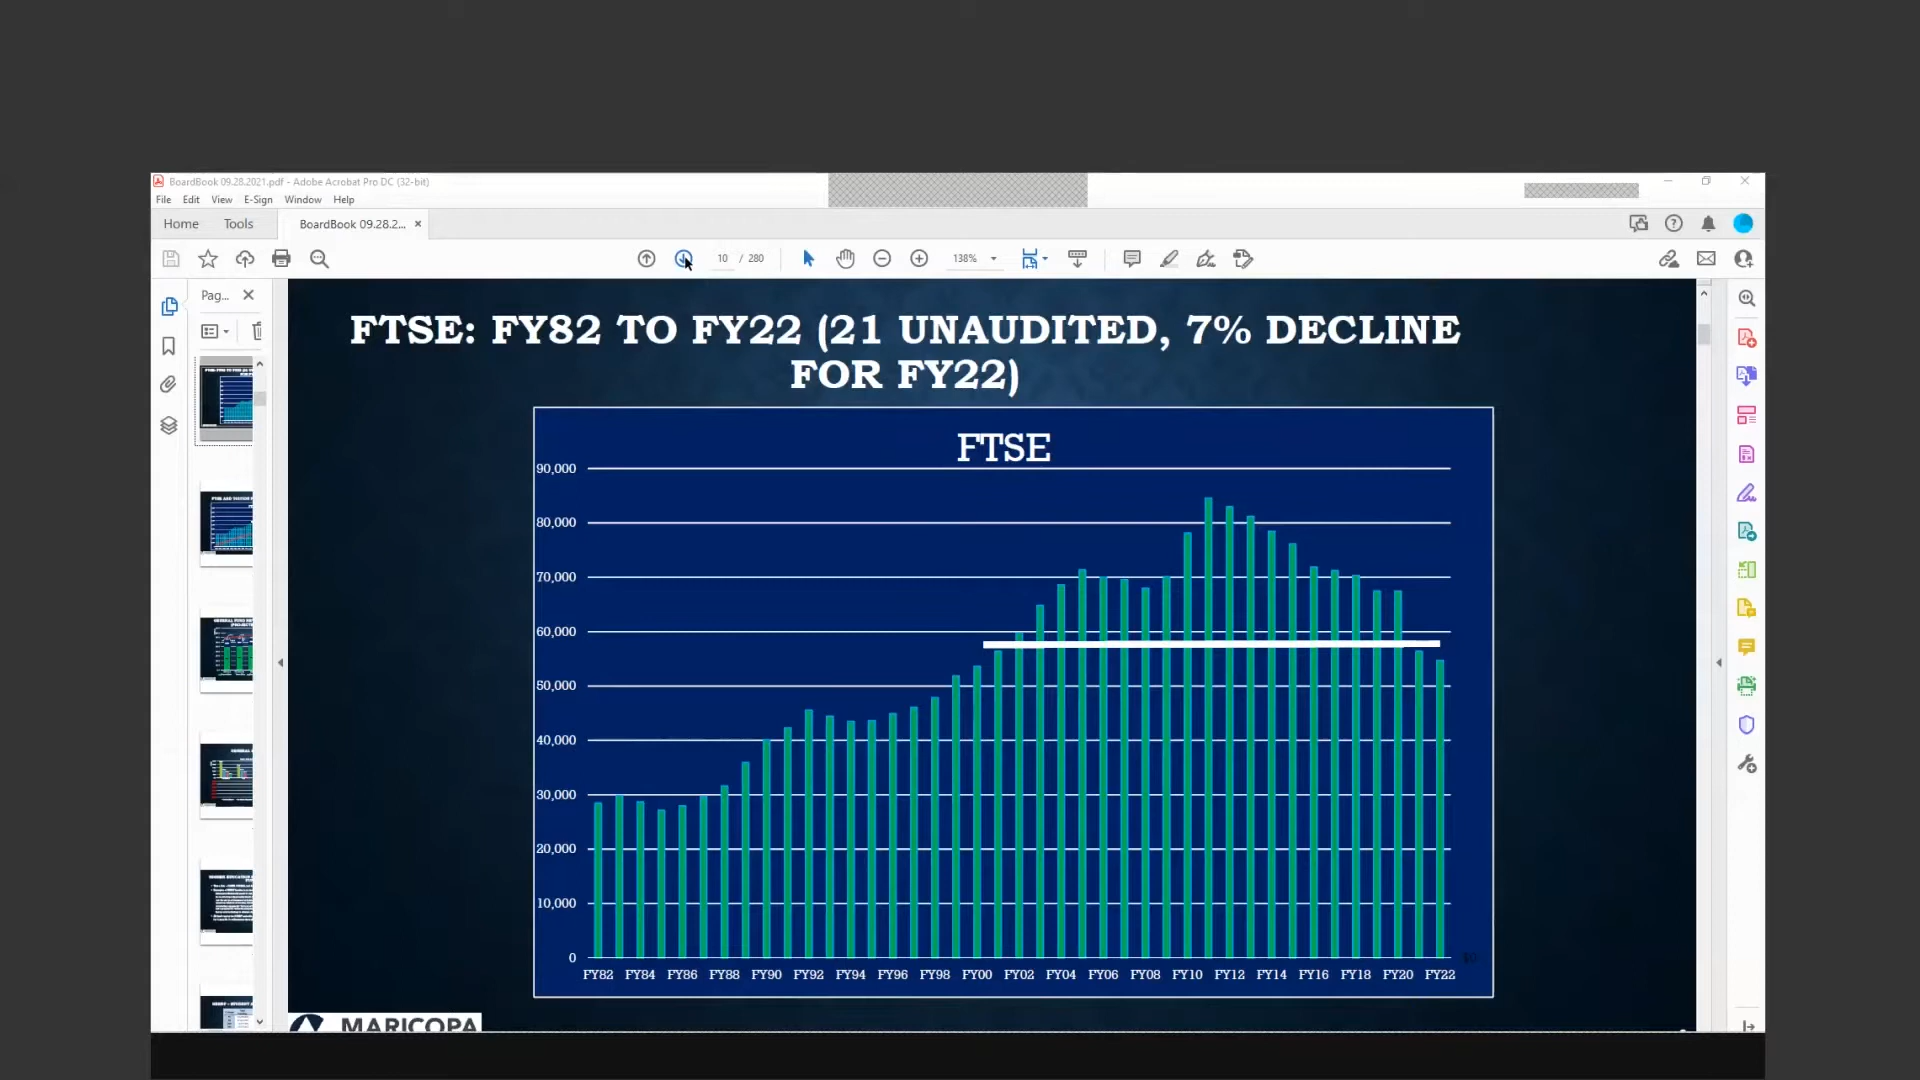 BoardBook 09.28.2021.pdf - Adobe Acrobat Pro DC (32-bit)
File Edit View E-Sign Window Help
Home Tools BoardBook 09.28.2...
10 / 280 138%
Pag...
FTSE: FY82 TO FY22 (21 UNAUDITED, 7% DECLINE
FOR FY22)
FTSE
90,000
80,000
70,000
60,000
50,000
40,000
30,000
20,000
10,000
0
FY82 FY84 FY86 FY88 FY90 FY92 FY94 FY96 FY98 FY00 FY02 FY04 FY06 FY08 FY10 FY12 FY14 FY16 FY18 FY20 FY22
MARICOPA